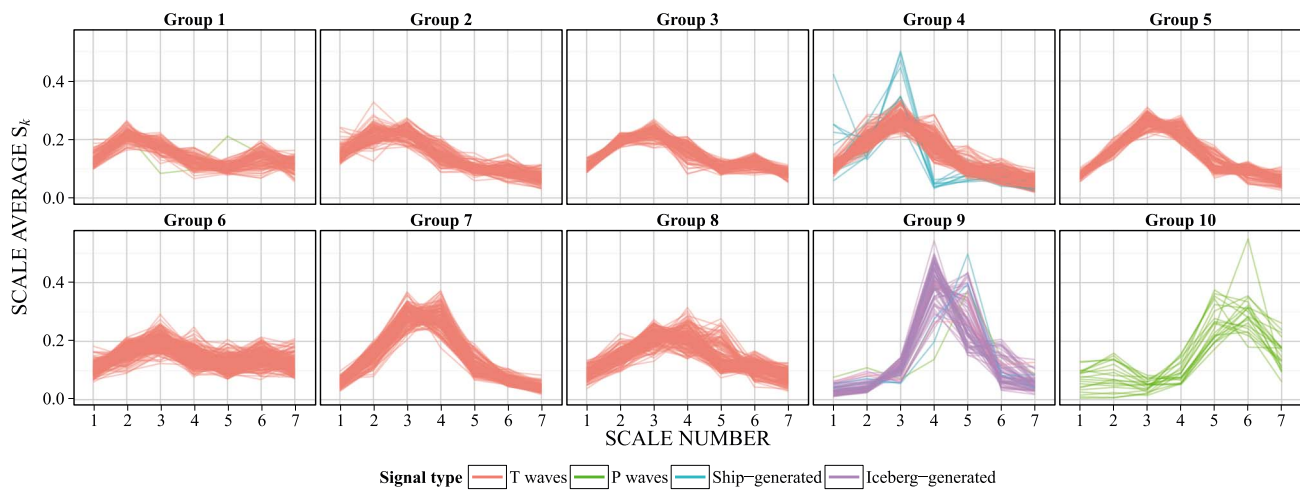 Group 1 Group 2 Group 3 Group 4 Group 5
0.4
0.2
0.0
Group 6 Group 7 Group 8 Group 9 Group 10
0.4
0.2
0.0
SCALE AVERAGE Sk
1 2 3 4 5 6 7 1 2 3 4 5 6 7 1 2 3 4 5 6 7 1 2 3 4 5 6 7 1 2 3 4 5 6 7
SCALE NUMBER
Signal type T waves P waves Ship−generated Iceberg−generated